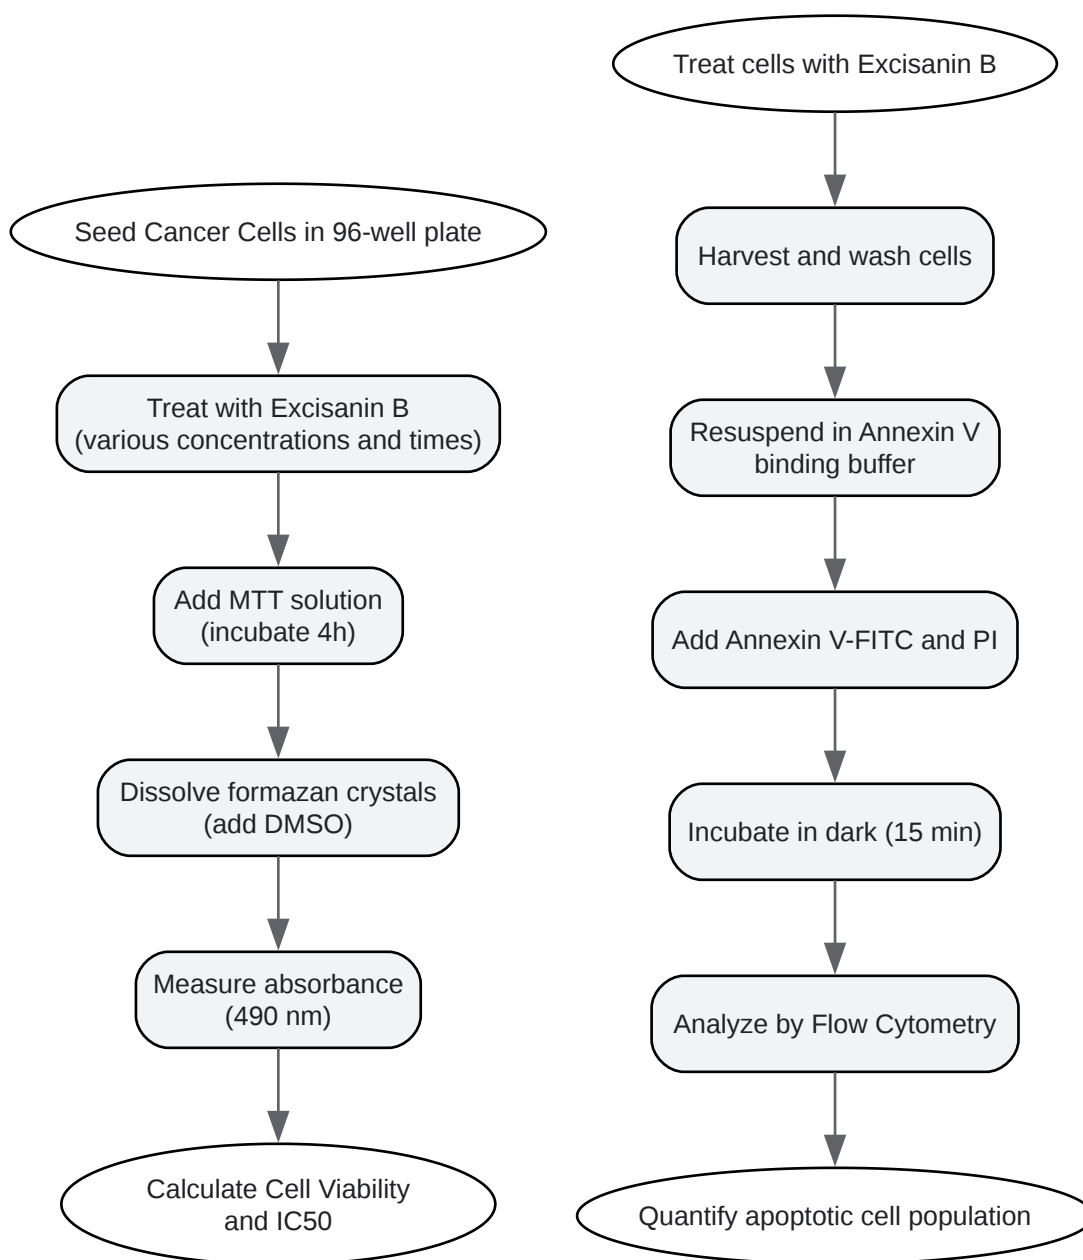 Seed Cancer Cells in 96-well plate
Treat with Excisanin B
(various concentrations and times)
Add MTT solution
(incubate 4h)
Dissolve formazan crystals
(add DMSO)
Measure absorbance
(490 nm)
Calculate Cell Viability
and IC50
Treat cells with Excisanin B
Harvest and wash cells
Resuspend in Annexin V
binding buffer
Add Annexin V-FITC and PI
Incubate in dark (15 min)
Analyze by Flow Cytometry
Quantify apoptotic cell population